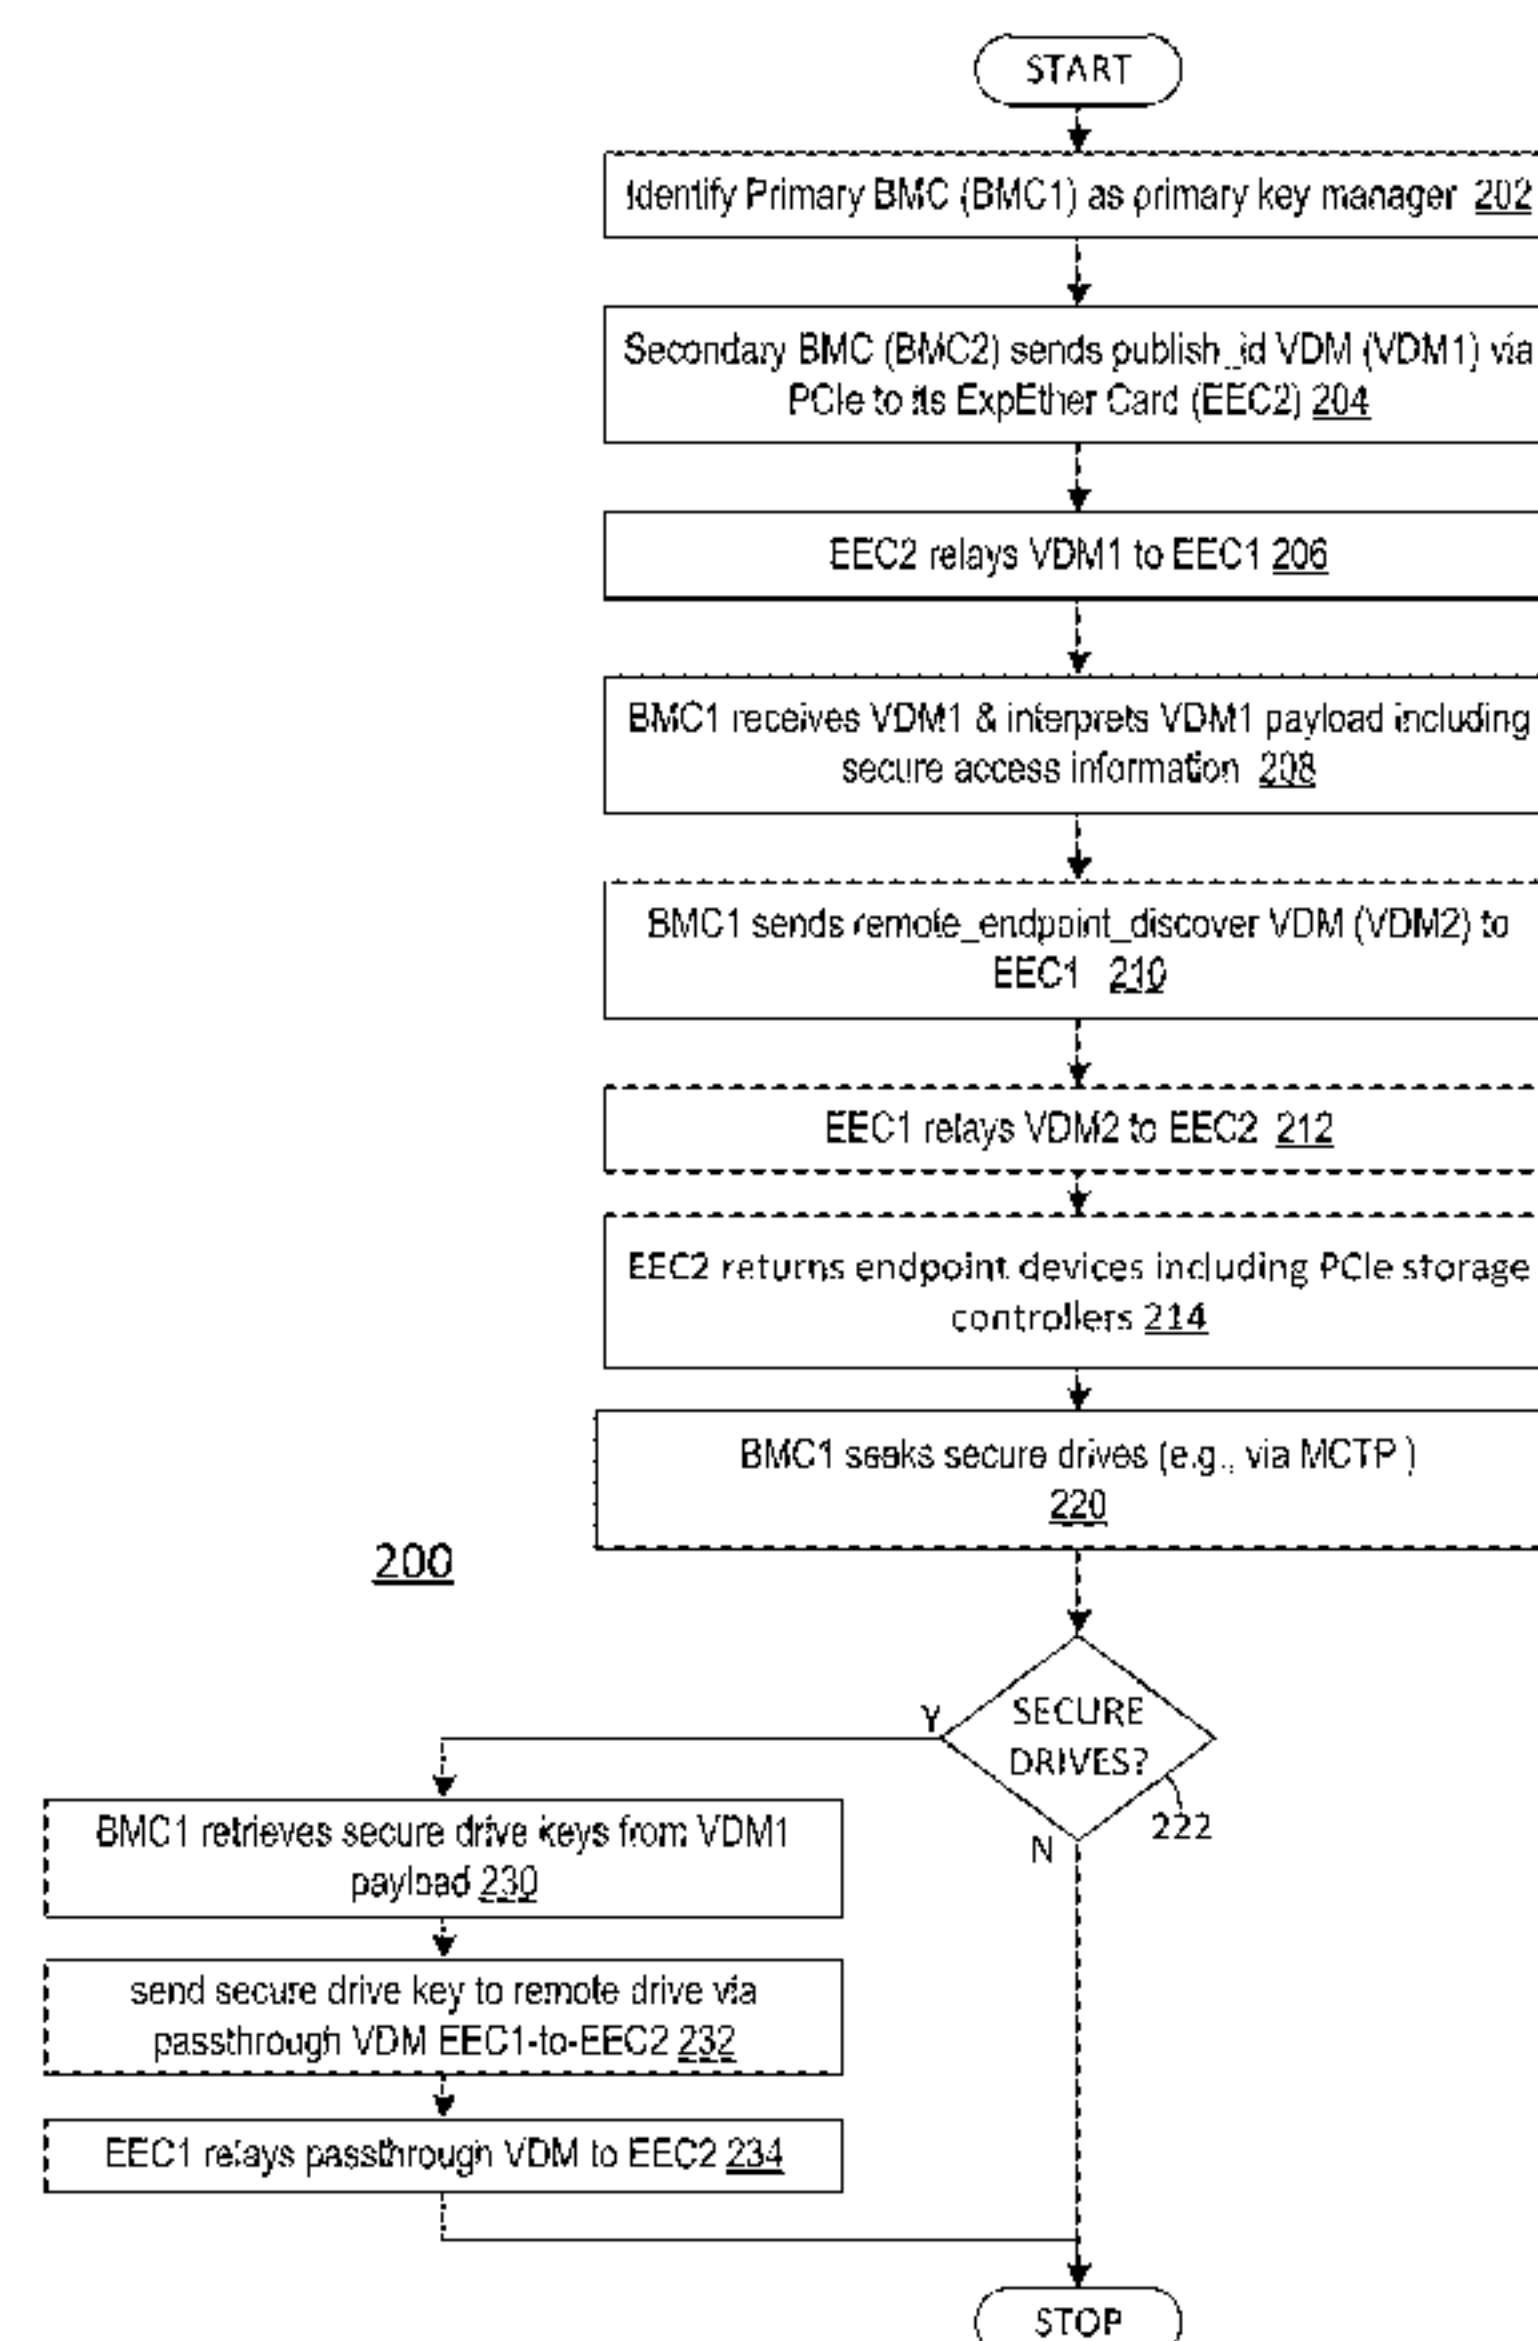 START
Identify Primary BMC (BMC1) as primary key manager 202
Secondary BMC (BMC2) sends publish_id VDM (VDM1) via
PCIe to its ExpEther Card (EEC2) 204
EEC2 relays VDM1 to EEC1 206
BMC1 receives VDM1 & interprets VDM1 payload including
secure access information 208
BMC1 sends remote_endpoint_discover VDM (VDM2) to
EEC1 210
EEC1 relays VDM2 to EEC2 212
EEC2 returns endpoint devices including PCIe storage
controllers 214
BMC1 seeks secure drives (e.g., via MCTP )
220
200
SECURE
DRIVES?
Y
222
N
BMC1 retrieves secure drive keys from VDM1
payload 230
send secure drive key to remote drive via
passthrough VDM EEC1-to-EEC2 232
EEC1 relays passthrough VDM to EEC2 234
STOP